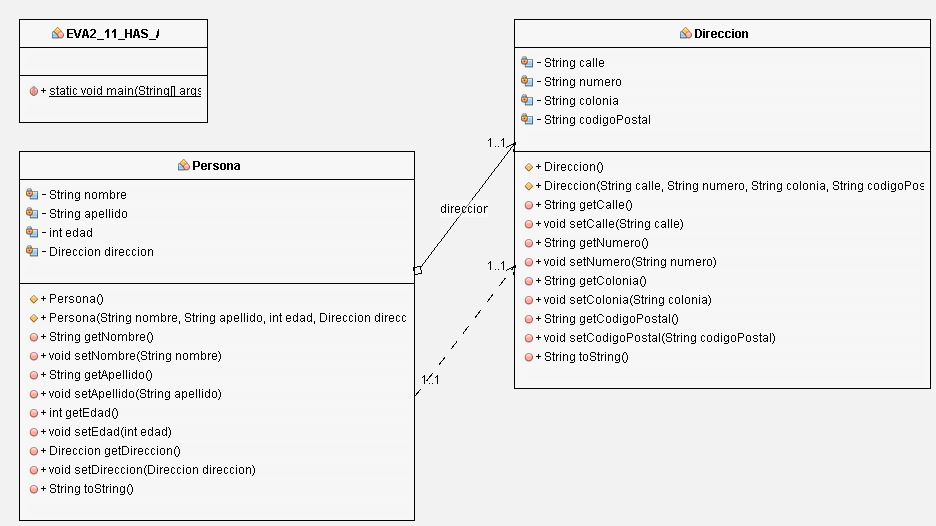 EVA2_11_HAS_
+ static void main(String[] args
Direccion
- String calle
- String numero
- String colonia
- String codigoPostal
+ Direccion()
+ Direccion(String calle, String numero, String colonia, String codigoPos
+ String getCalle()
+ void setCalle(String calle)
+ String getNumero()
+ void setNumero(String numero)
+ String getColonia()
+ void setColonia(String colonia)
+ String getCodigoPostal()
+ void setCodigoPostal(String codigoPostal)
+ String toString()
Persona
- String nombre
- String apellido
- int edad
- Direccion direccion
+ Persona()
+ Persona(String nombre, String apellido, int edad, Direccion direcc
+ String getNombre()
+ void setNombre(String nombre)
+ String getApellido()
+ void setApellido(String apellido)
+ int getEdad()
+ void setEdad(int edad)
+ Direccion getDireccion()
+ void setDireccion(Direccion direccion)
+ String toString()
1..1
direccior
1..1
1..1